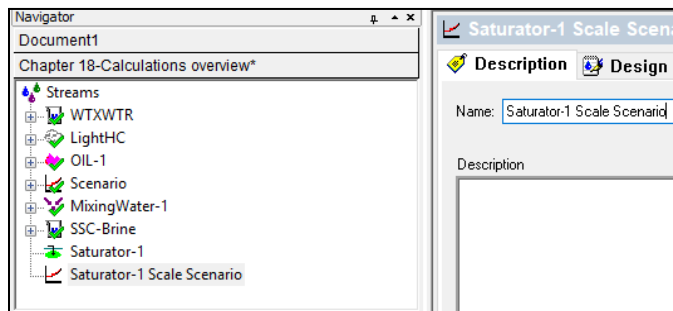 Navigator
Document1
Chapter 18-Calculations overview*
Streams
WTXWTR
LightHC
OIL-1
Scenario
MixingWater-1
SSC-Brine
Saturator-1
Saturator-1 Scale Scenario
Saturator-1 Scale Scena
Description Design
Name: Saturator-1 Scale Scenario
Description